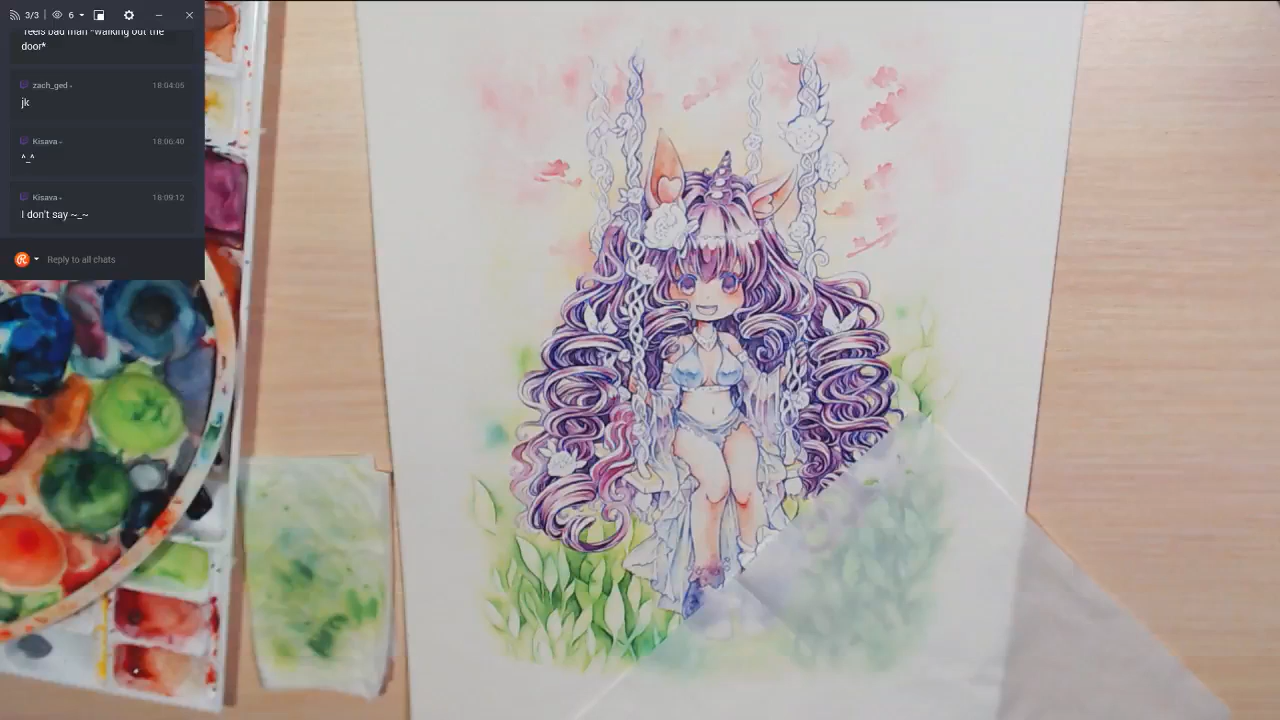 3/3 6
feels bad man *walking out the
door*
zach_ged 18:04:05
jk
Kisava 18:06:40
^_^
Kisava 18:09:12
I don't say ~_~
Reply to all chats